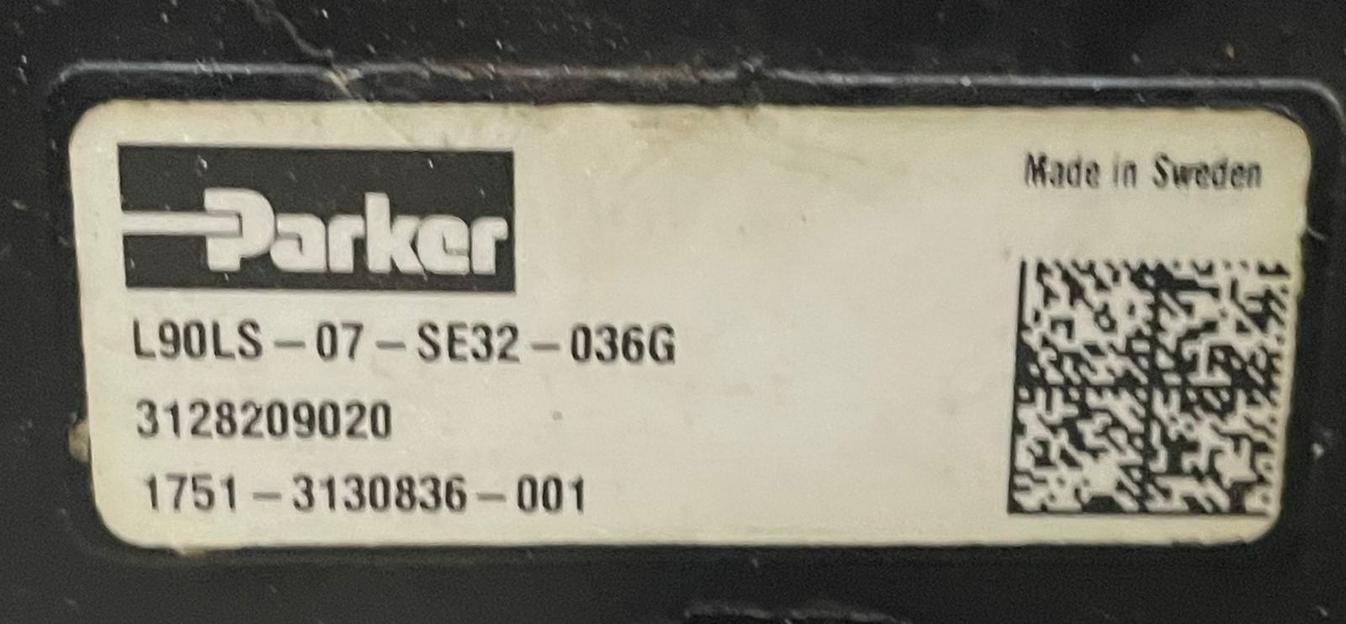 Parker
Made in Sweden
L90LS-07-SE32-036G
3128209020
1751-3130836-001